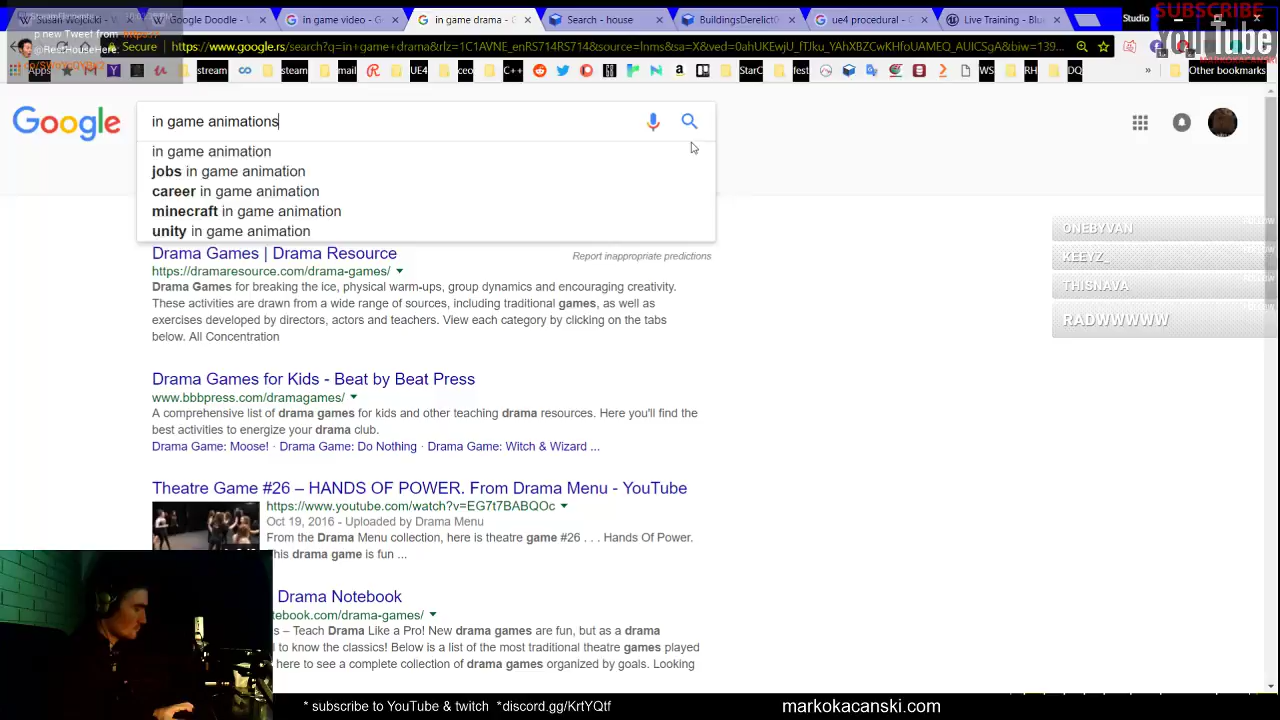 Google Doodle - W
in game video - G
in game drama - G
Search - house
BuildingsDerelict
ue4 procedural - G
Live Training - Blu
Studio
SUBSCRIBE
YouTube
MARKOKACANSKI
p new Tweet from
@RestHouseHere:
Secure
https://www.google.rs/search?q=in+game+drama&rlz=1C1AVNE_enRS714RS714&source=lnms&sa=X&ved=0ahUKEwjU_fTJku_YAhXBZCwKHfoUAMEQ_AUICSgA&biw=139...
Apps
stream
steam
mail
UE4
ceo
C++
StarC
fest
WS
RH
DQ
»
Other bookmarks
Google
in game animations
in game animation
jobs in game animation
career in game animation
minecraft in game animation
unity in game animation
Report inappropriate predictions
Drama Games | Drama Resource
https://dramaresource.com/drama-games/
Drama Games for breaking the ice, physical warm-ups, group dynamics and encouraging creativity.
These activities are drawn from a wide range of sources, including traditional games, as well as
exercises developed by directors, actors and teachers. View each category by clicking on the tabs
below. All Concentration
Drama Games for Kids - Beat by Beat Press
www.bbbpress.com/dramagames/
A comprehensive list of drama games for kids and other teaching drama resources. Here you'll find the
best activities to energize your drama club.
Drama Game: Moose! · Drama Game: Do Nothing · Drama Game: Witch & Wizard ...
Theatre Game #26 – HANDS OF POWER. From Drama Menu - YouTube
https://www.youtube.com/watch?v=EG7t7BABQOc
Oct 19, 2016 - Uploaded by Drama Menu
From the Drama Menu collection, here is theatre game #26 . . . Hands Of Power.
This drama game is fun ...
Drama Notebook
tebook.com/drama-games/
s – Teach Drama Like a Pro! New drama games are fun, but as a drama
l to know the classics! Below is a list of the most traditional theatre games played
here to see a complete collection of drama games organized by goals. Looking
ONEBYVAN
KEEYZ_
THISNAVA
RADWWWWW
* subscribe to YouTube & twitch *discord.gg/KrtYQtf
markokacanski.com